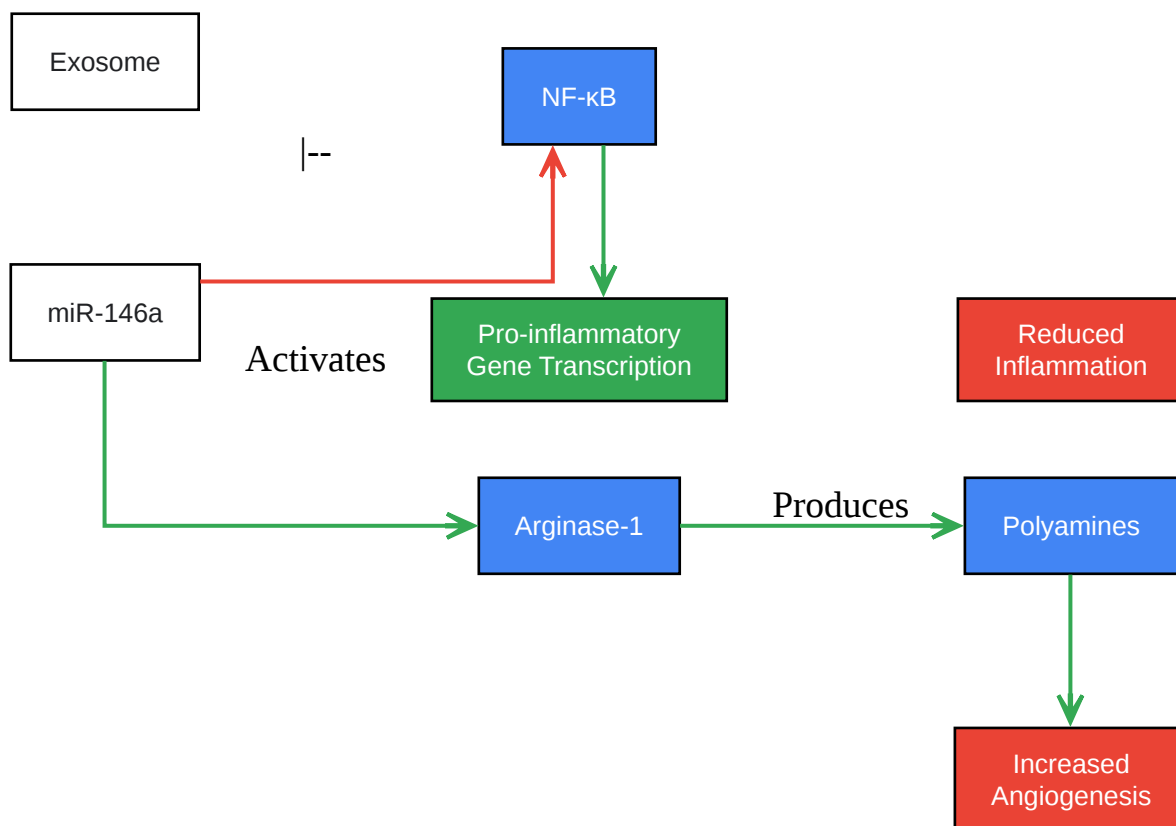 Exosome
NF-κB
|--
miR-146a
Activates
Pro-inflammatory
Gene Transcription
Reduced
Inflammation
Arginase-1
Produces
Polyamines
Increased
Angiogenesis